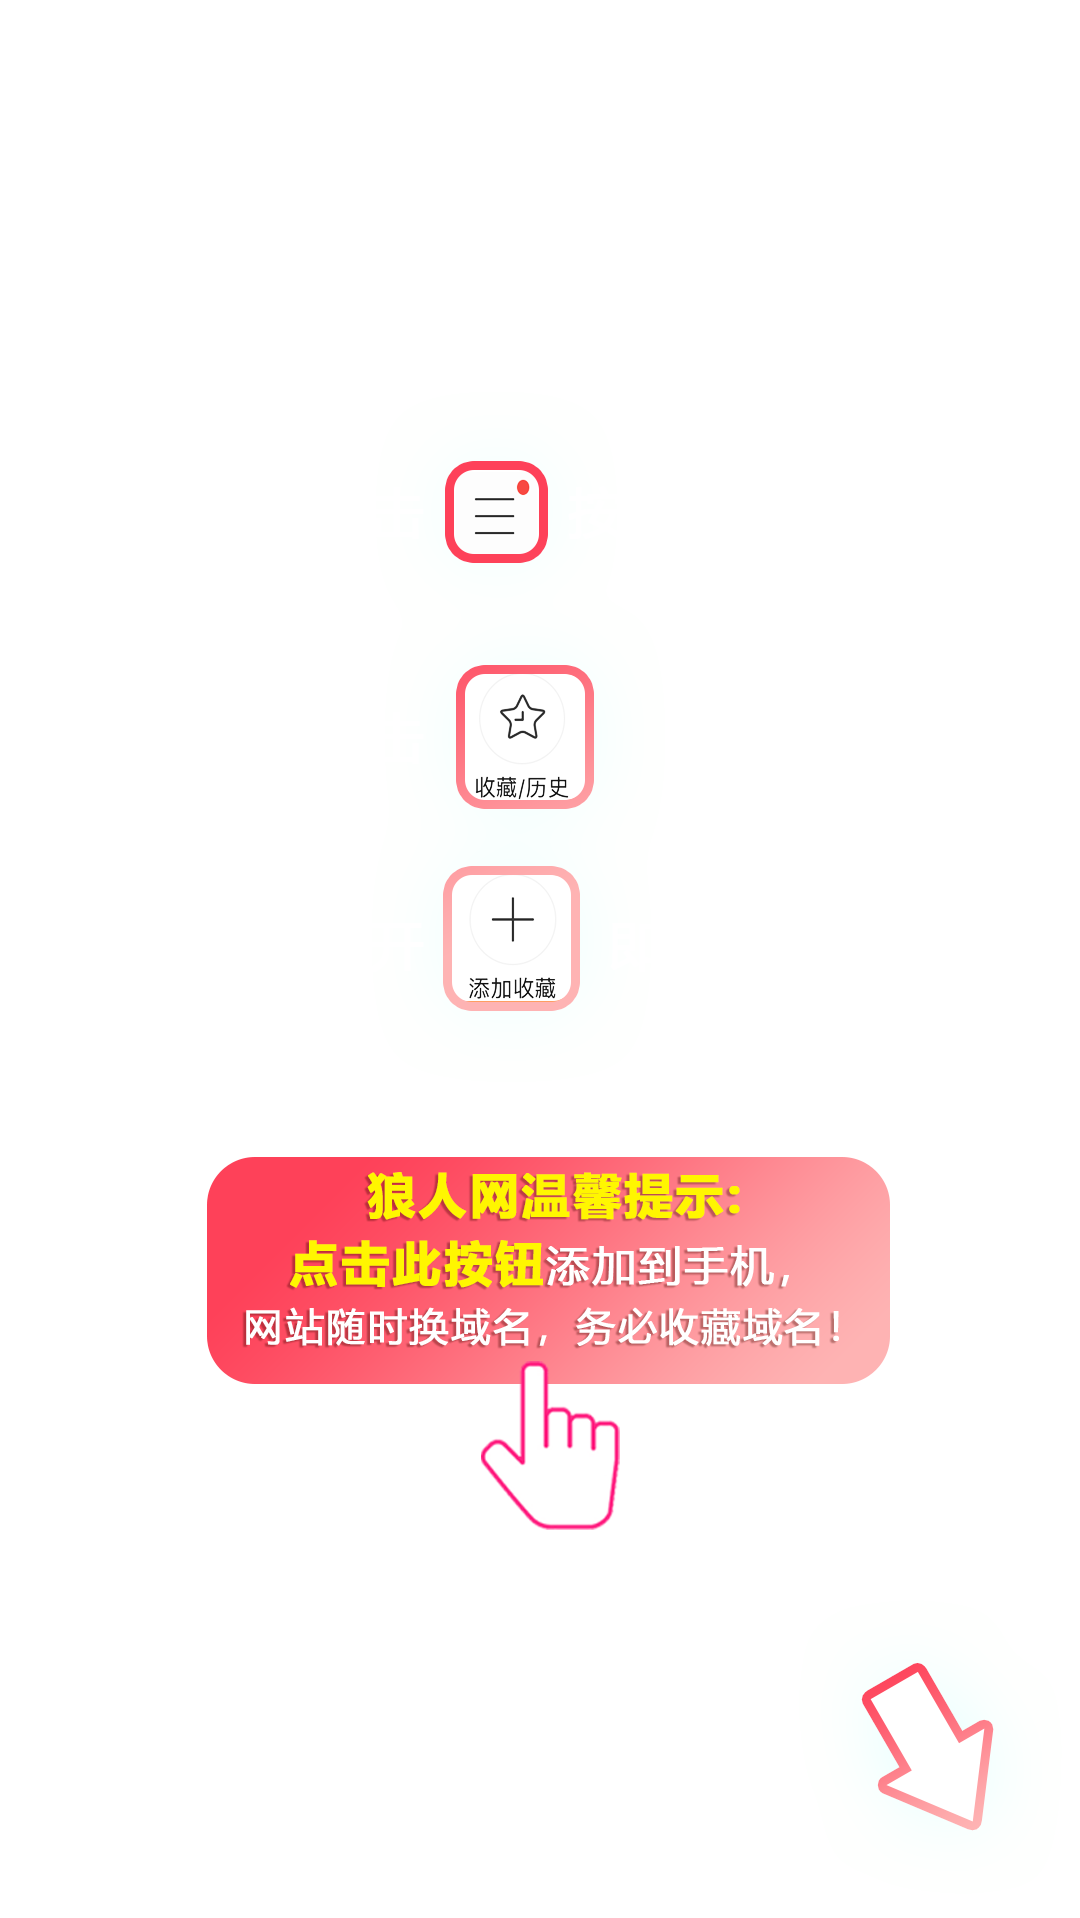 收藏/历史
添加收藏
狼人网温馨提示:
点击此按钮添加到手机，
网站随时换域名，务必收藏域名！